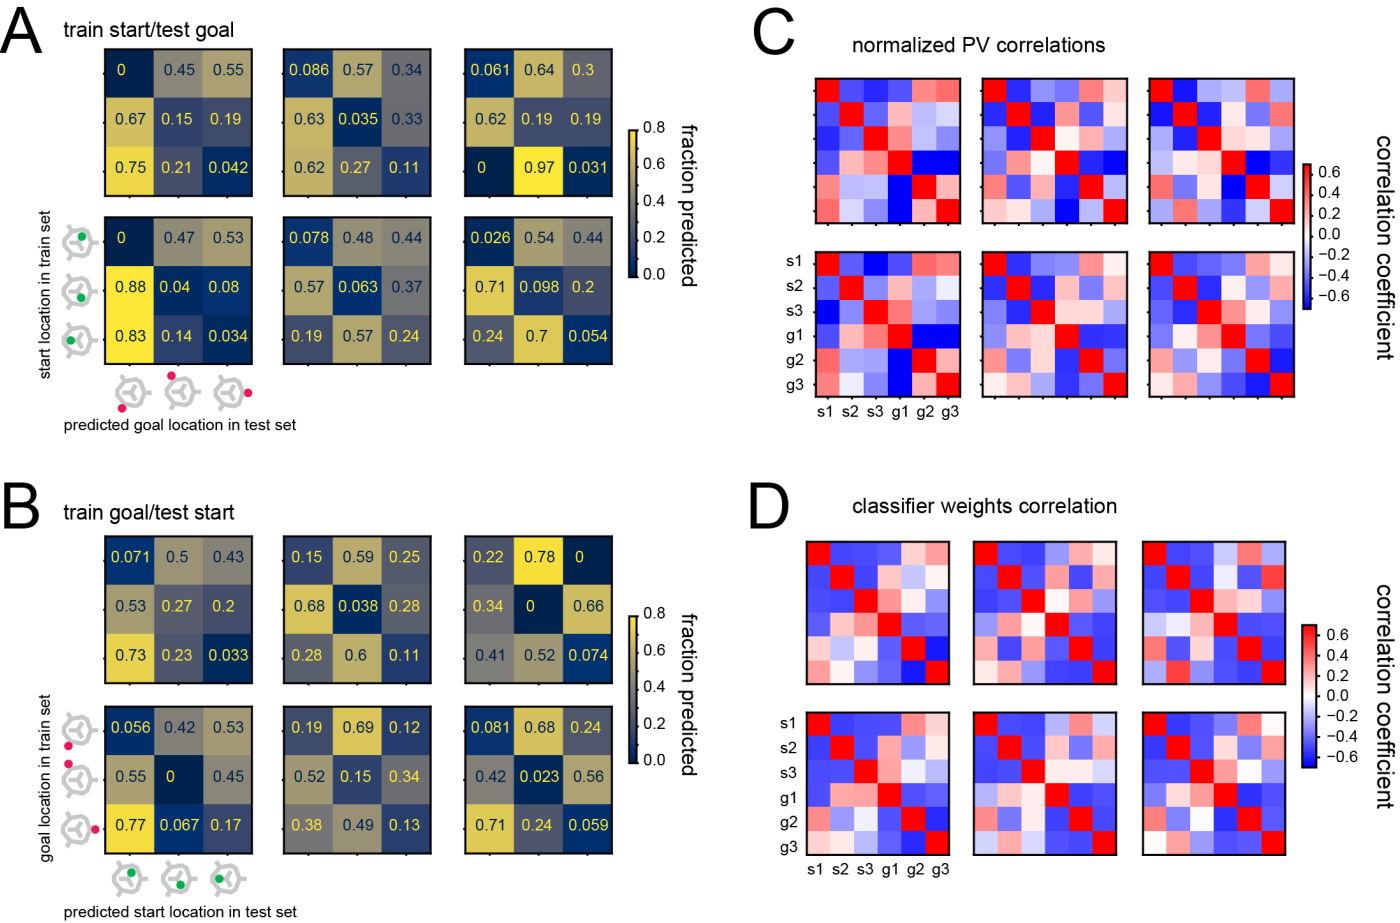 A
train start/test goal
0 0.45 0.55
0.67 0.15 0.19
0.75 0.21 0.042
0.086 0.57 0.34
0.63 0.035 0.33
0.62 0.27 0.11
0.061 0.64 0.3
0.62 0.19 0.19
0 0.97 0.031
0 0.47 0.53
0.88 0.04 0.08
0.83 0.14 0.034
0.078 0.48 0.44
0.57 0.063 0.37
0.19 0.57 0.24
0.026 0.54 0.44
0.71 0.098 0.2
0.24 0.7 0.054
start location in train set
predicted goal location in test set
0.8
0.6
0.4
0.2
0.0
fraction predicted
B
train goal/test start
0.071 0.5 0.43
0.53 0.27 0.2
0.73 0.23 0.033
0.15 0.59 0.25
0.68 0.038 0.28
0.28 0.6 0.11
0.22 0.78 0
0.34 0 0.66
0.41 0.52 0.074
0.056 0.42 0.53
0.55 0 0.45
0.77 0.067 0.17
0.19 0.69 0.12
0.52 0.15 0.34
0.38 0.49 0.13
0.081 0.68 0.24
0.42 0.023 0.56
0.71 0.24 0.059
goal location in train set
predicted start location in test set
0.8
0.6
0.4
0.2
0.0
fraction predicted
C
normalized PV correlations
s1
s2
s3
g1
g2
g3
s1 s2 s3 g1 g2 g3
0.6
0.4
0.2
0.0
−0.2
−0.4
−0.6
correlation coefficient
D
classifier weights correlation
s1
s2
s3
g1
g2
g3
s1 s2 s3 g1 g2 g3
0.6
0.4
0.2
0.0
−0.2
−0.4
−0.6
correlation coefficient